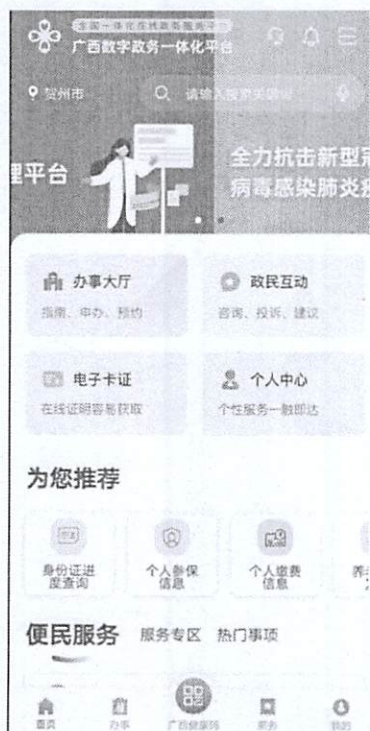 全国一体化在线政务服务平台
广西数字政务一体化平台
贺州市
请输入搜索关键字
理平台
全力抗击新型冠
病毒感染肺炎疫
办事大厅
指南、申办、预约
政民互动
咨询、投诉、建议
电子卡证
在线证明容易获取
个人中心
个性服务一触即达
为您推荐
身份证进
度查询
个人参保
信息
个人缴费
信息
养老
便民服务 服务专区 热门事项
首页
办事
广西健康码
服务
我的